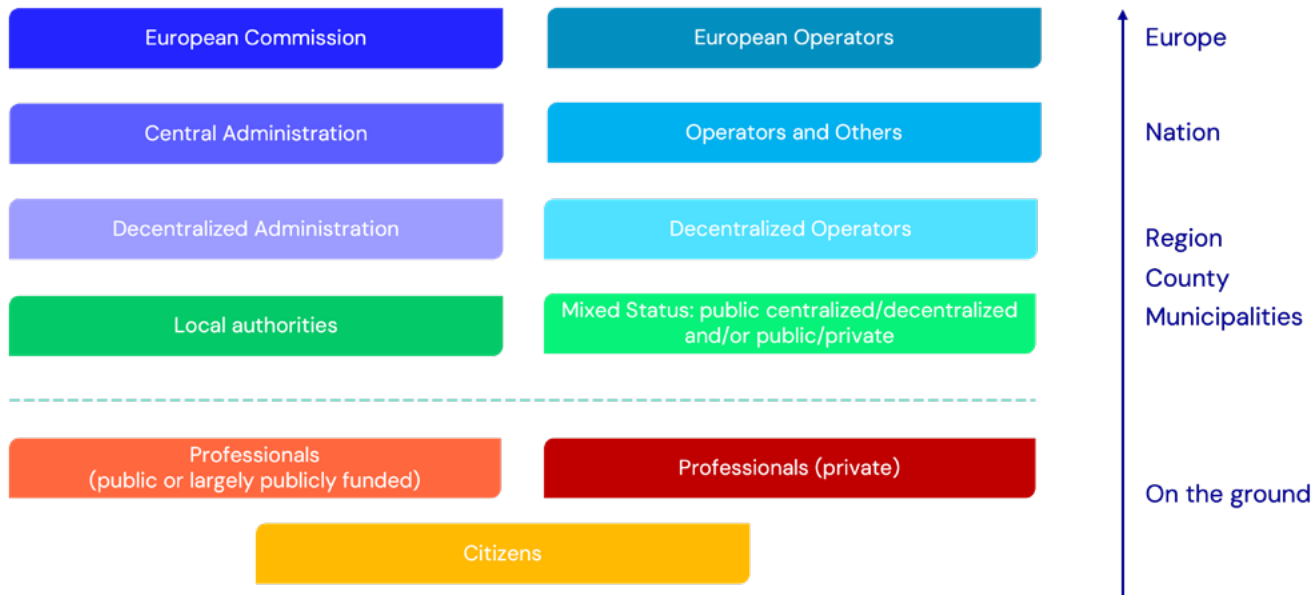 European Commission
European Operators
Europe
Central Administration
Operators and Others
Nation
Decentralized Administration
Decentralized Operators
Region
County
Municipalities
Local authorities
Mixed Status: public centralized/decentralized
and/or public/private
Professionals
(public or largely publicly funded)
Professionals (private)
On the ground
Citizens